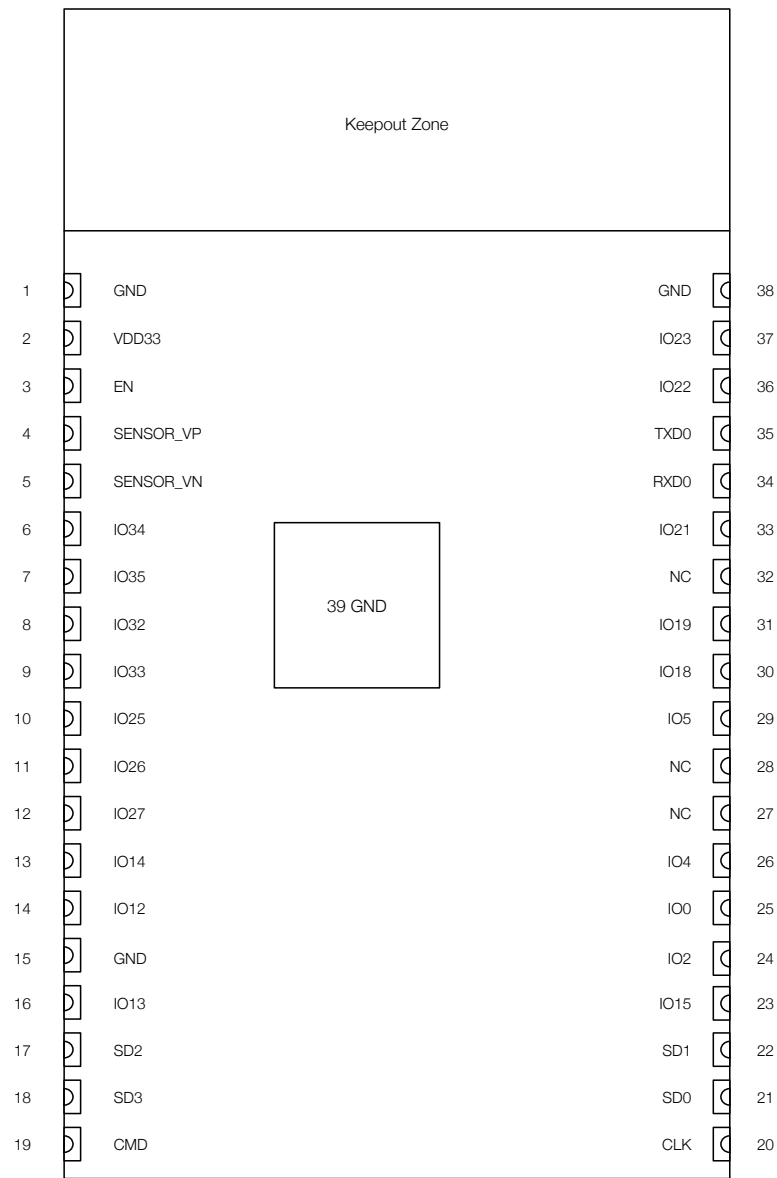 Keepout Zone
1 GND GND 38
2 VDD33 IO23 37
3 EN IO22 36
4 SENSOR_VP TXD0 35
5 SENSOR_VN RXD0 34
6 IO34 IO21 33
7 IO35 NC 32
39 GND
8 IO32 IO19 31
9 IO33 IO18 30
10 IO25 IO5 29
11 IO26 NC 28
12 IO27 NC 27
13 IO14 IO4 26
14 IO12 IO0 25
15 GND IO2 24
16 IO13 IO15 23
17 SD2 SD1 22
18 SD3 SD0 21
19 CMD CLK 20